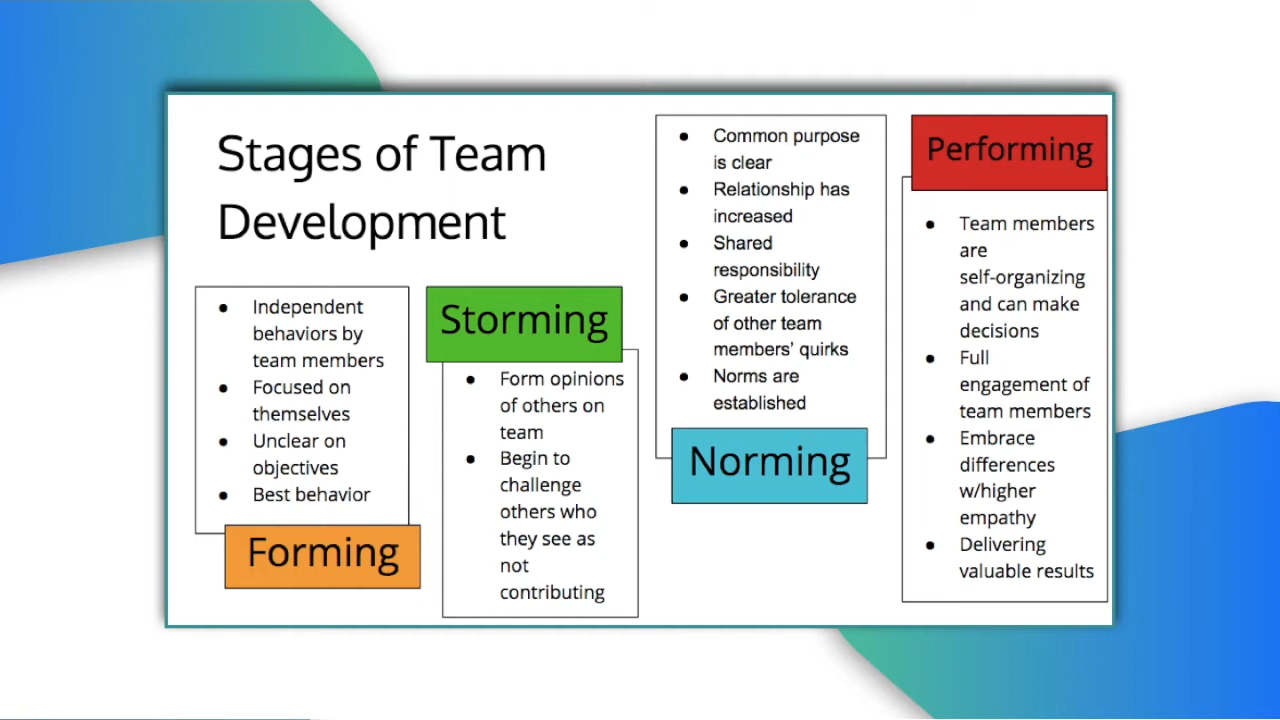 Stages of Team
Development
• Independent
behaviors by
team members
• Focused on
themselves
• Unclear on
objectives
• Best behavior
Forming
Storming
• Form opinions
of others on
team
• Begin to
challenge
others who
they see as
not
contributing
• Common purpose
is clear
• Relationship has
increased
• Shared
responsibility
• Greater tolerance
of other team
members’ quirks
• Norms are
established
Norming
Performing
• Team members
are
self-organizing
and can make
decisions
• Full
engagement of
team members
• Embrace
differences
w/higher
empathy
• Delivering
valuable results